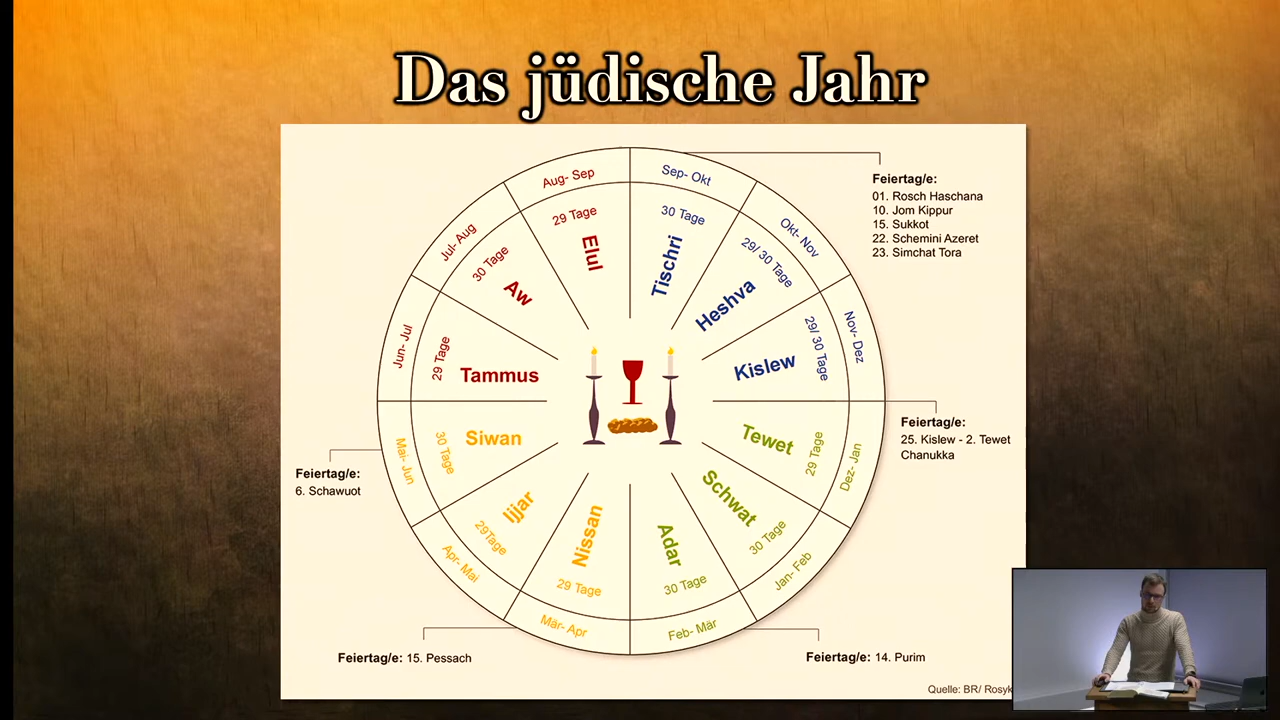 Das jüdische Jahr
Feiertag/e:
01. Rosch Haschana
10. Jom Kippur
15. Sukkot
22. Schemini Azeret
23. Simchat Tora
Sep- Okt
30 Tage
Tischri
Okt- Nov
29/ 30 Tage
Heshva
Nov- Dez
29/ 30 Tage
Kislew
Feiertag/e:
25. Kislew - 2. Tewet
Chanukka
Dez- Jan
29 Tage
Tewet
Jan- Feb
30 Tage
Schwat
Feb- Mär
30 Tage
Adar
Feiertag/e: 14. Purim
Mär- Apr
29 Tage
Nissan
Feiertag/e: 15. Pessach
Apr- Mai
29Tage
Ijjar
Mai- Jun
30 Tage
Siwan
Feiertag/e:
6. Schawuot
Jun- Jul
29 Tage
Tammus
Jul- Aug
30 Tage
Aw
Aug- Sep
29 Tage
Elul
Quelle: BR/